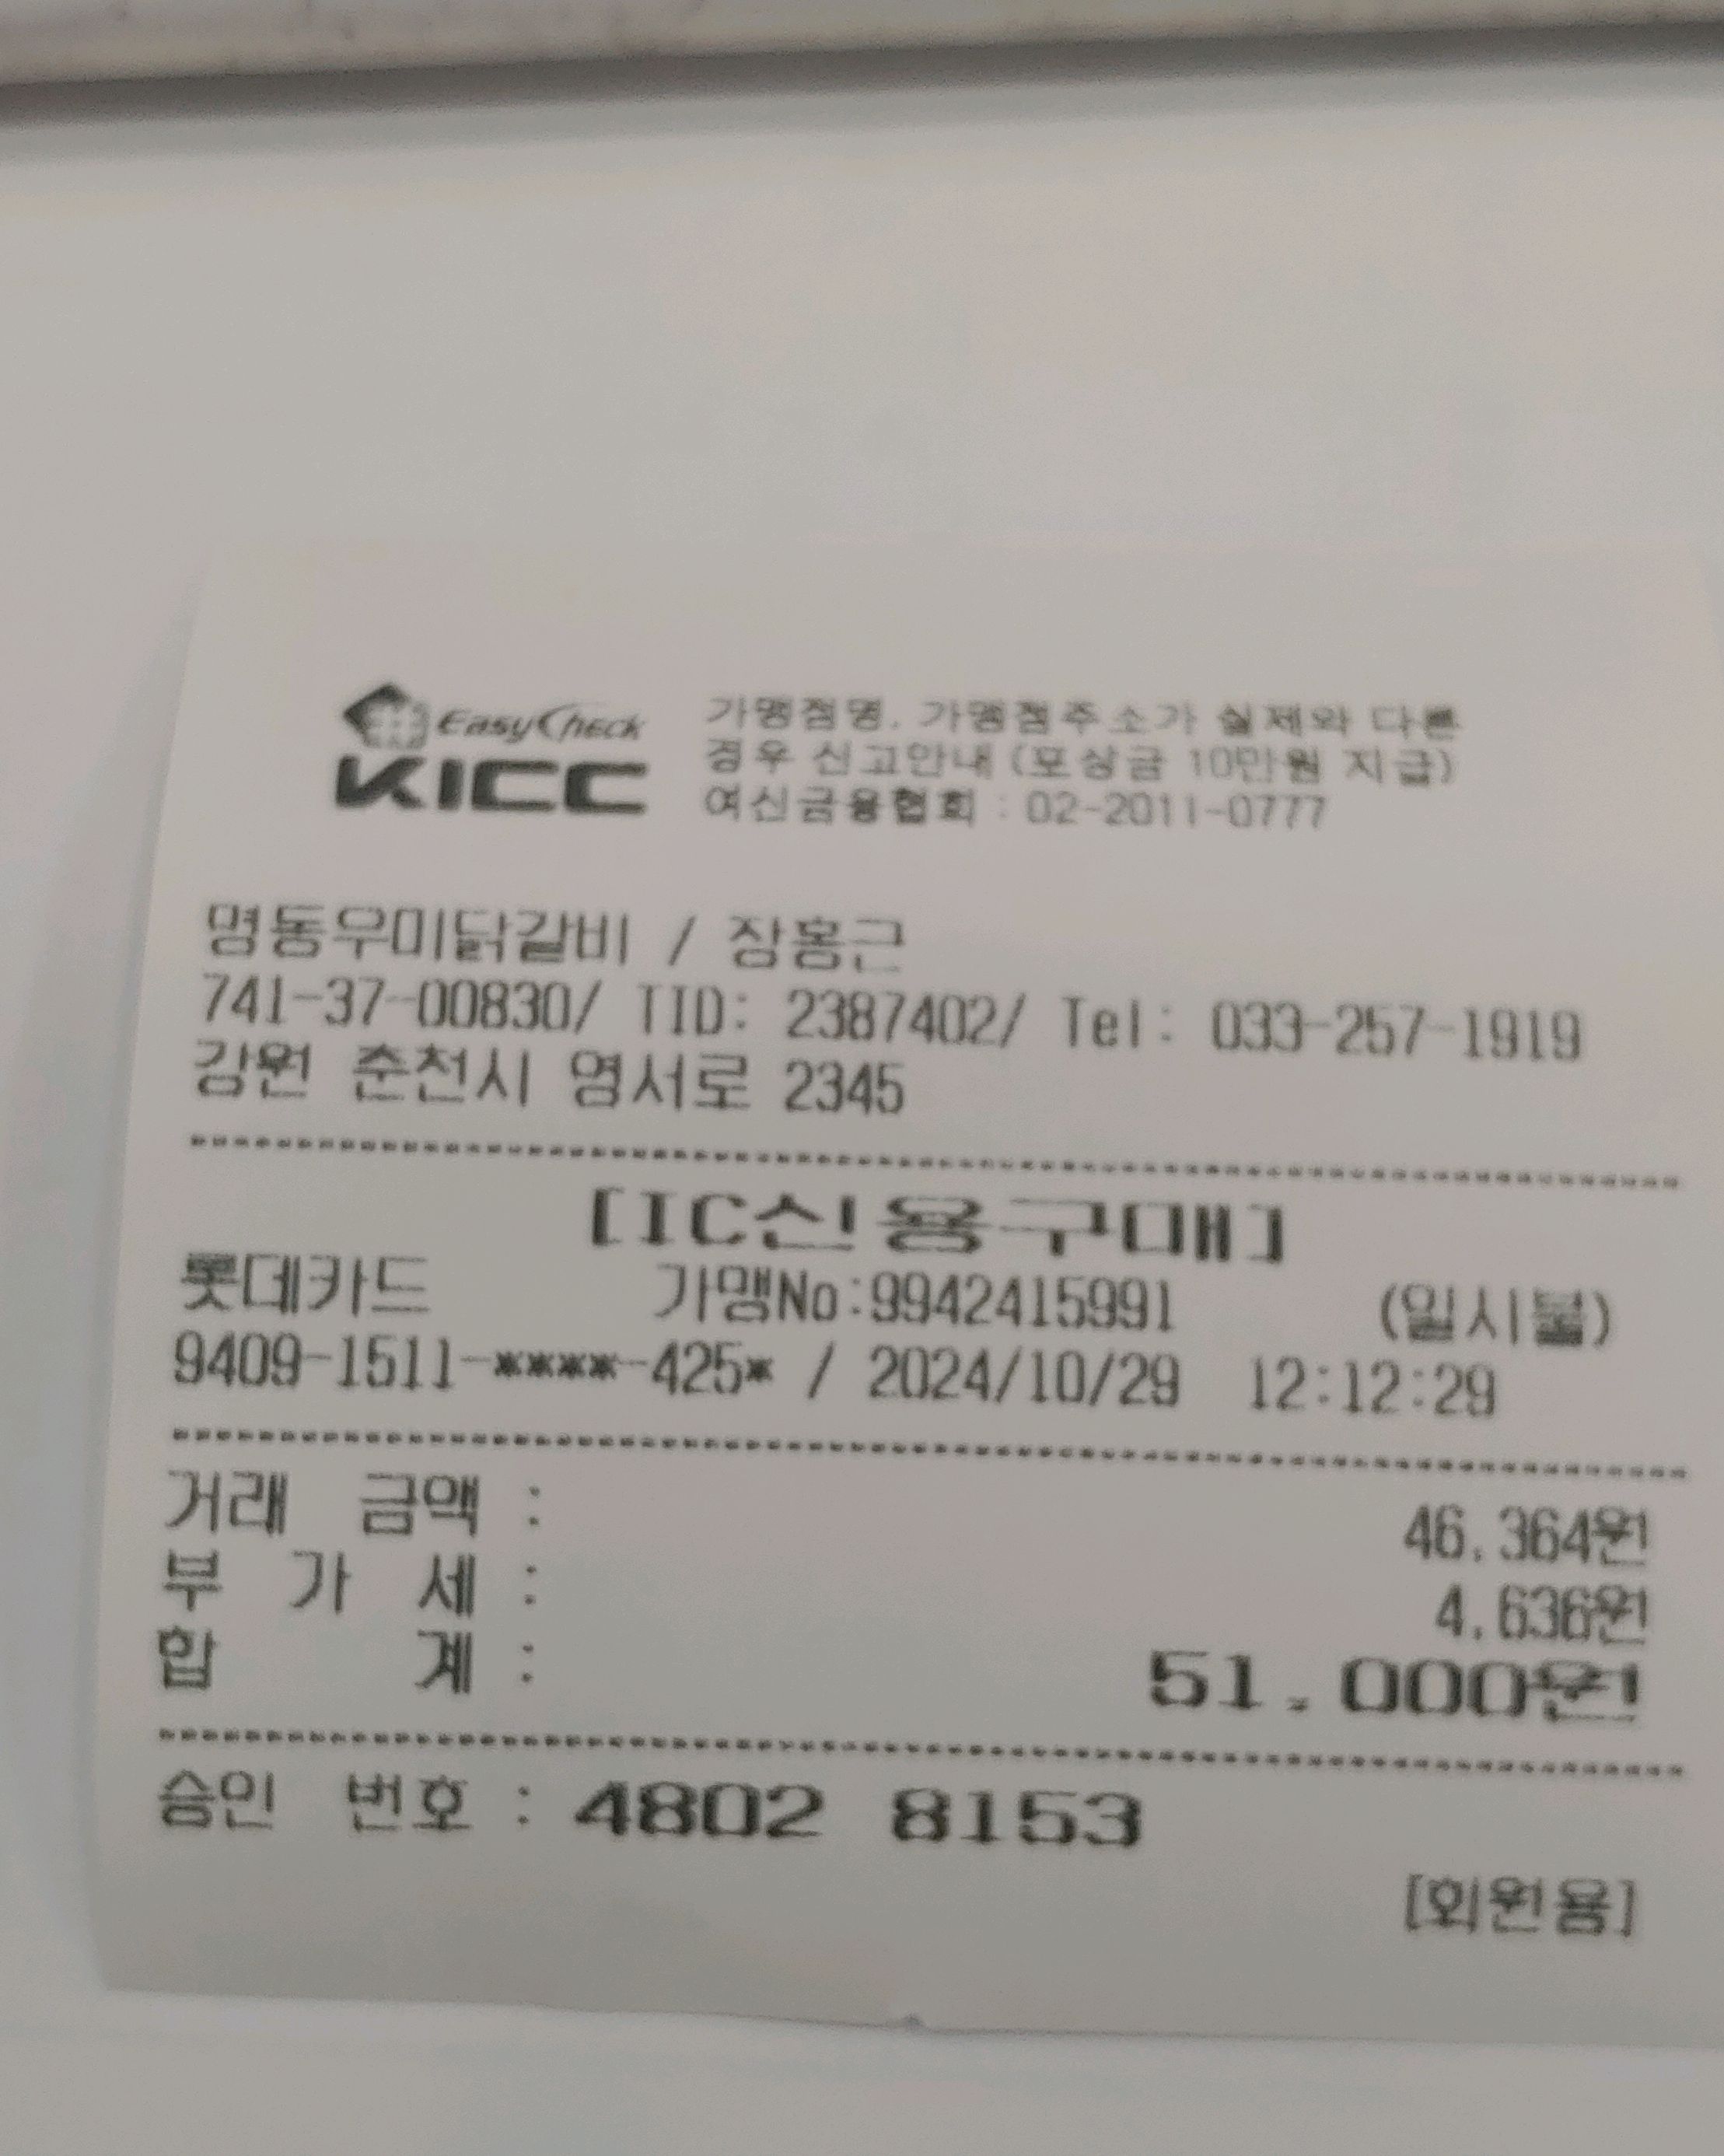 EasyCheck
KICC
가맹점명, 가맹점주소가 실제와 다른
경우 신고안내 (포상금 10만원 지급)
여신금융협회 : 02-2011-0777
명동우미닭갈비 / 장홍근
741-37-00830/ TID: 2387402/ Tel: 033-257-1919
강원 춘천시 영서로 2345
[IC신용구매]
롯데카드 가맹No:9942415991 (일시불)
9409-1511-****-425* / 2024/10/29 12:12:29
거래 금액 : 46,364원
부 가 세 : 4,636원
합 계 : 51,000원
승인 번호 : 4802 8153
[회원용]